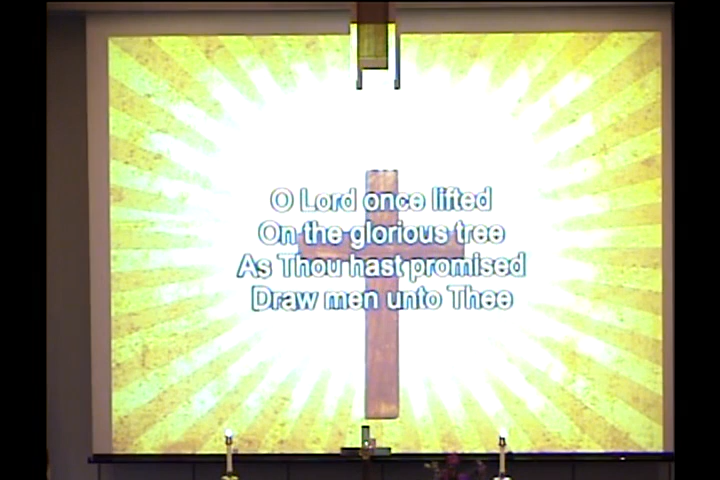 O Lord once lifted
On the glorious tree
As Thou hast promised
Draw men unto Thee